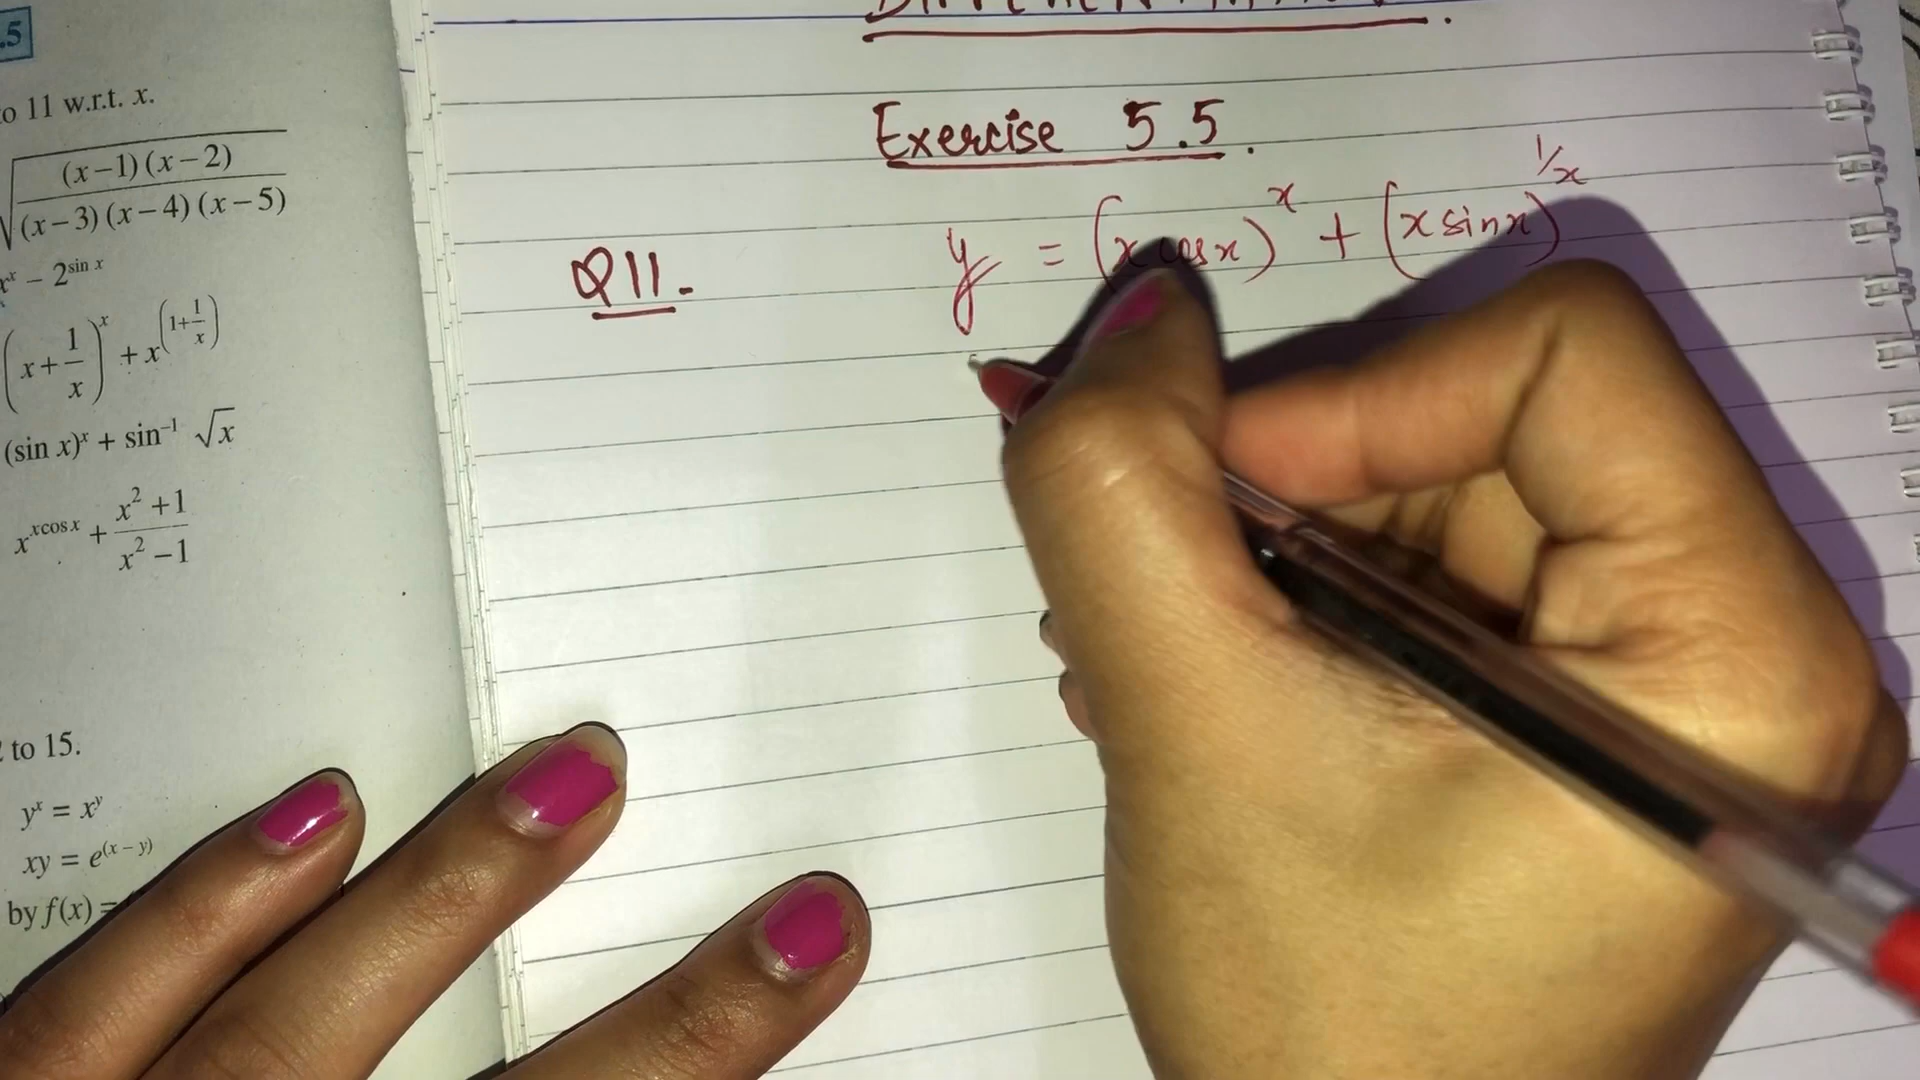 .5
o 11 w.r.t. x.
√((x−1)(x−2)/((x−3)(x−4)(x−5)))
x^x − 2^(sin x)
(x+1/x)^x + x^(1+1/x)
(sin x)^x + sin⁻¹ √x
x^(x cos x) + (x²+1)/(x²−1)
to 15.
y^x = x^y
xy = e^(x − y)
by f(x) =
Exercise 5.5.
Q11. y = (x cos x)^x + (x sin x)^(1/x)